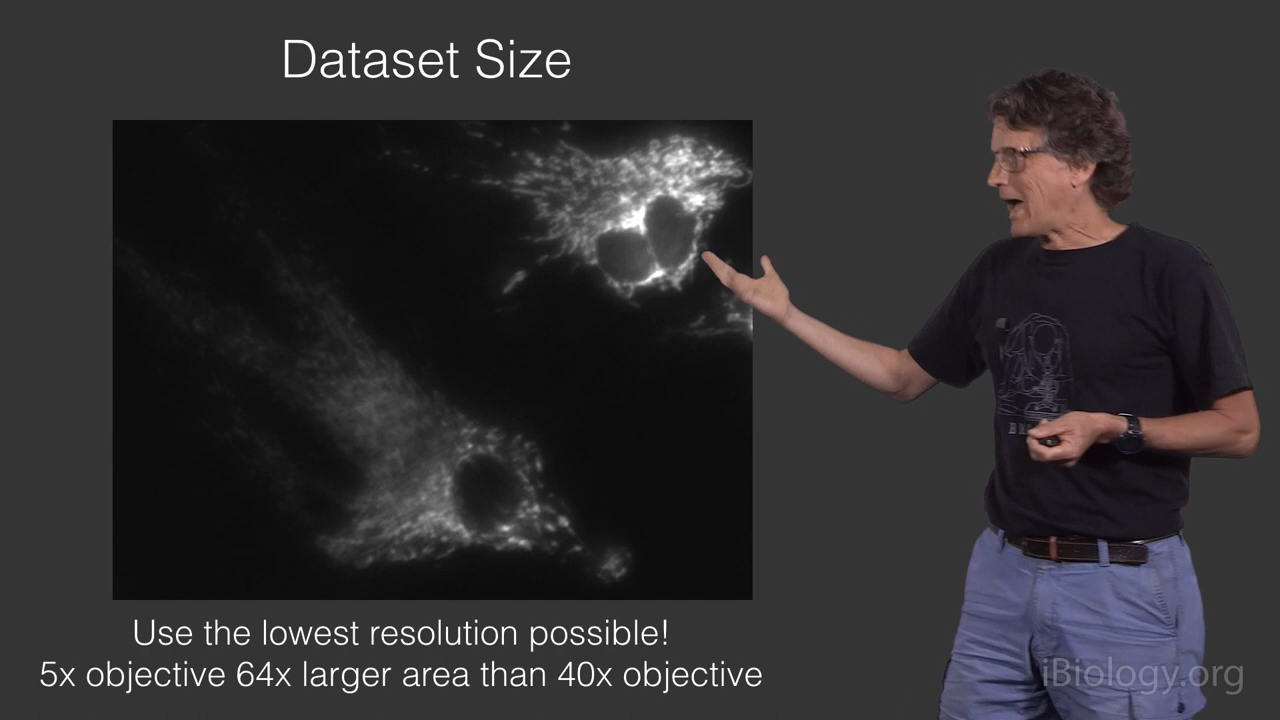 Dataset Size
Use the lowest resolution possible!
5x objective 64x larger area than 40x objective
iBiology.org